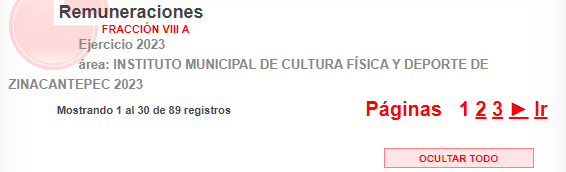 Remuneraciones
FRACCIÓN VIII A
Ejercicio 2023
área: INSTITUTO MUNICIPAL DE CULTURA FÍSICA Y DEPORTE DE
ZINACANTEPEC 2023
Mostrando 1 al 30 de 89 registros
Páginas 1 2 3 ► Ir
OCULTAR TODO